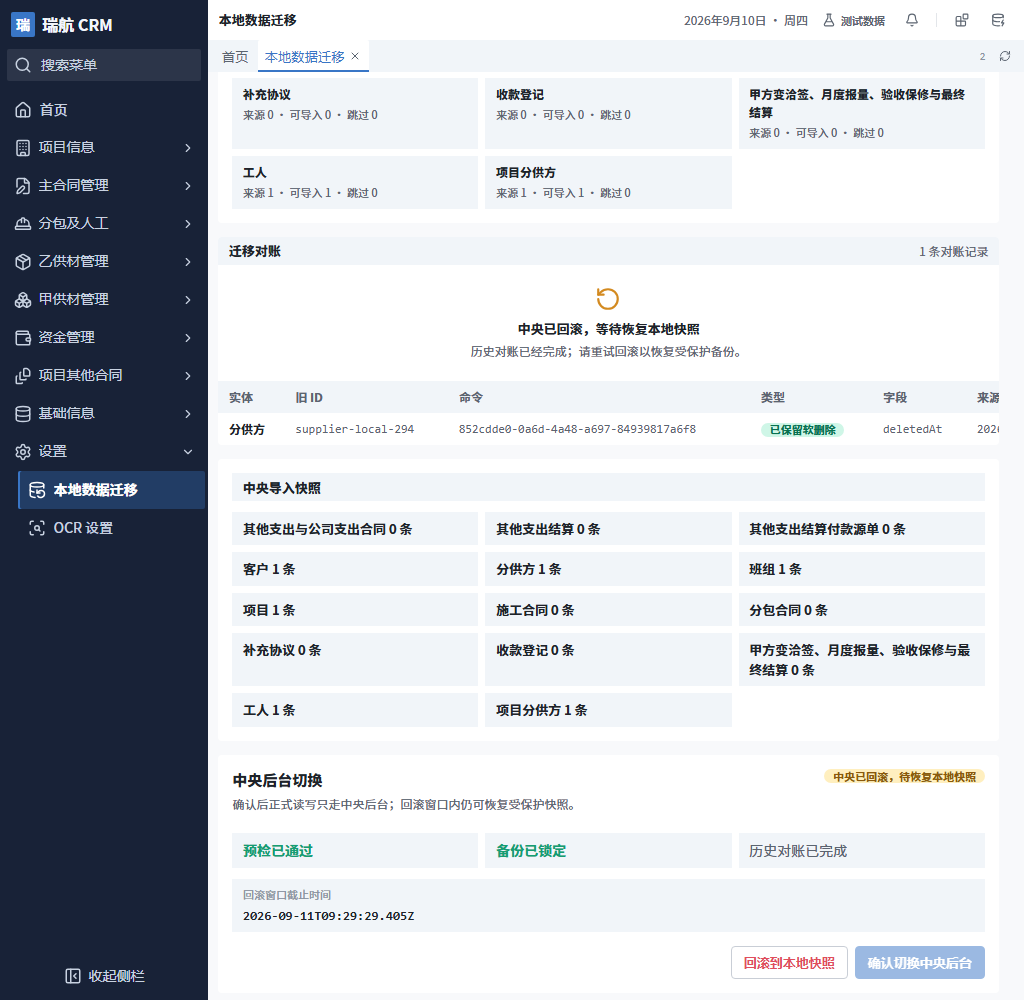 瑞 瑞航 CRM
搜索菜单
首页
项目信息
主合同管理
分包及人工
乙供材管理
甲供材管理
资金管理
项目其他合同
基础信息
设置
本地数据迁移
OCR 设置
收起侧栏
本地数据迁移
2026年9月10日 · 周四 测试数据
首页 本地数据迁移 2
补充协议
来源 0 · 可导入 0 · 跳过 0
收款登记
来源 0 · 可导入 0 · 跳过 0
甲方变洽签、月度报量、验收保修与最终
结算
来源 0 · 可导入 0 · 跳过 0
工人
来源 1 · 可导入 1 · 跳过 0
项目分供方
来源 1 · 可导入 1 · 跳过 0
迁移对账 1 条对账记录
中央已回滚，等待恢复本地快照
历史对账已经完成；请重试回滚以恢复受保护备份。
实体 旧 ID 命令 类型 字段 来源
分供方 supplier-local-294 852cdde0-0a6d-4a48-a697-84939817a6f8 已保留软删除 deletedAt 202
中央导入快照
其他支出与公司支出合同 0 条
其他支出结算 0 条
其他支出结算付款源单 0 条
客户 1 条
分供方 1 条
班组 1 条
项目 1 条
施工合同 0 条
分包合同 0 条
补充协议 0 条
收款登记 0 条
甲方变洽签、月度报量、验收保修与最
终结算 0 条
工人 1 条
项目分供方 1 条
中央后台切换 中央已回滚，待恢复本地快照
确认后正式读写只走中央后台；回滚窗口内仍可恢复受保护快照。
预检已通过
备份已锁定
历史对账已完成
回滚窗口截止时间
2026-09-11T09:29:29.405Z
回滚到本地快照 确认切换中央后台